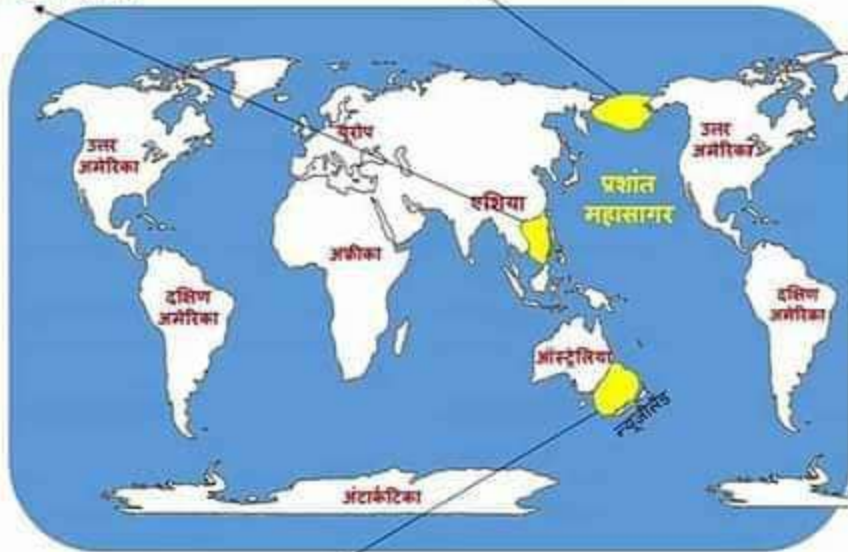 उत्तर
अमेरिका
यूरोप
एशिया
उत्तर
अमेरिका
प्रशांत
महासागर
अफ्रीका
दक्षिण
अमेरिका
दक्षिण
अमेरिका
ऑस्ट्रेलिया
न्यूजीलैंड
अंटार्कटिका